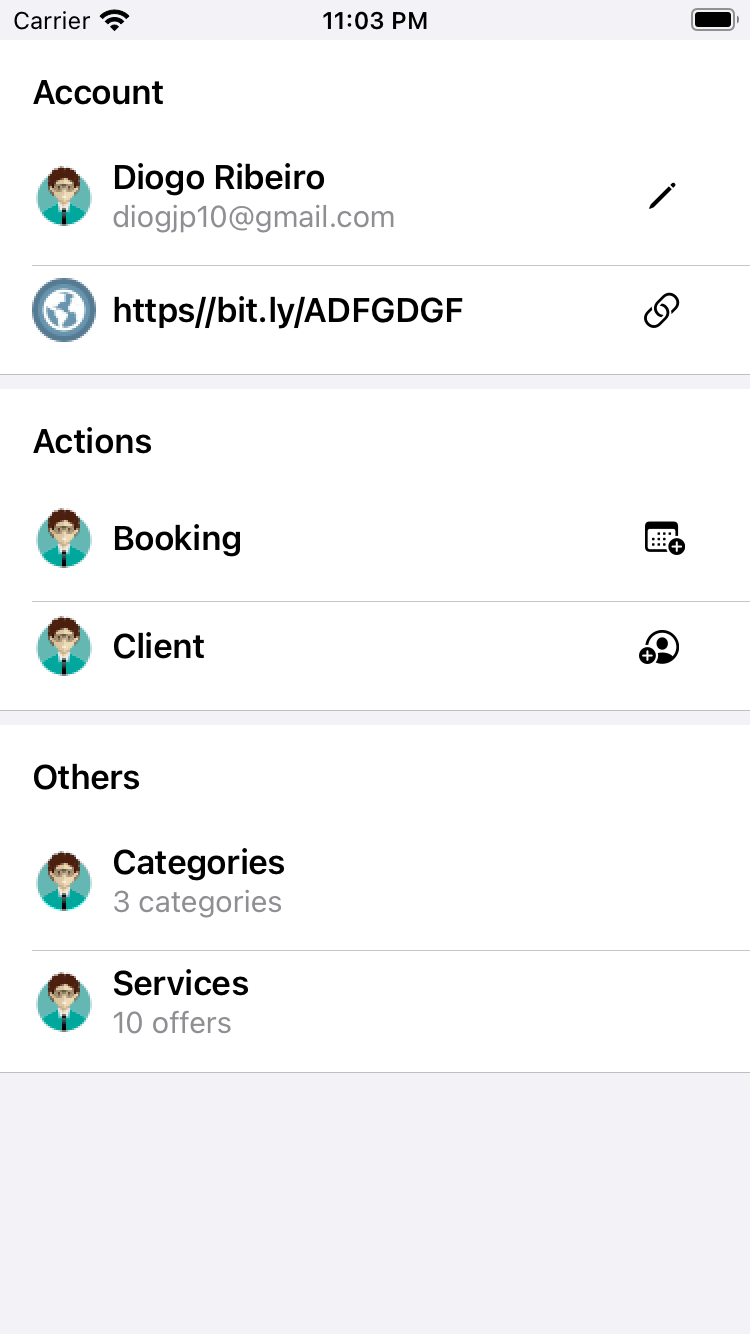 Carrier 11:03 PM
Account
Diogo Ribeiro
diogjp10@gmail.com
https//bit.ly/ADFGDGF
Actions
Booking
Client
Others
Categories
3 categories
Services
10 offers